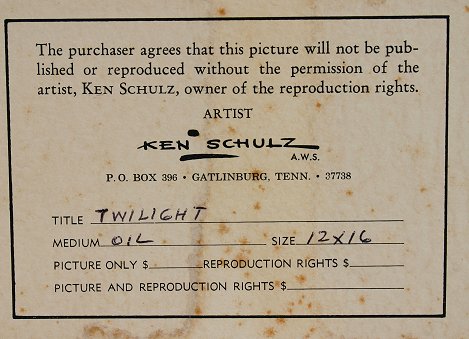 The purchaser agrees that this picture will not be pub-
lished or reproduced without the permission of the
artist, KEN SCHULZ, owner of the reproduction rights.
ARTIST
KEN SCHULZ
A.W.S.
P. O. BOX 396 • GATLINBURG, TENN. • 37738
TITLE TWILIGHT
MEDIUM OIL SIZE 12X16
PICTURE ONLY $ REPRODUCTION RIGHTS $
PICTURE AND REPRODUCTION RIGHTS $